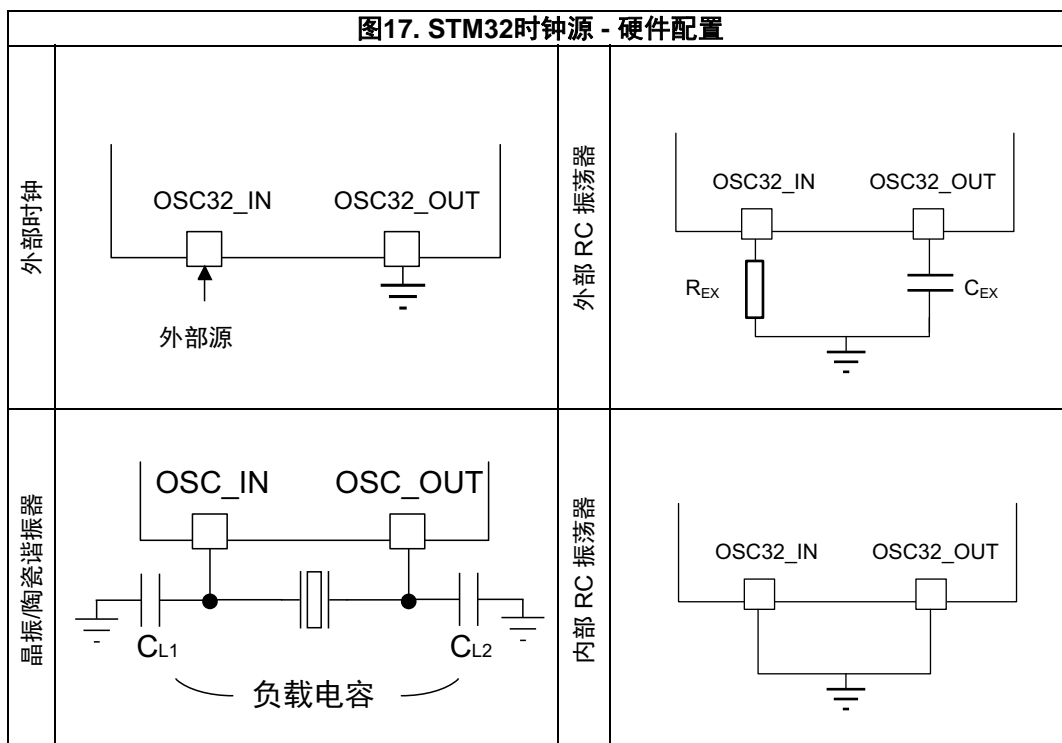 图17. STM32时钟源 - 硬件配置
外部时钟
OSC32_IN
OSC32_OUT
外部源
外部 RC 振荡器
OSC32_IN
OSC32_OUT
REX
CEX
晶振/陶瓷谐振器
OSC_IN
OSC_OUT
CL1
CL2
负载电容
内部 RC 振荡器
OSC32_IN
OSC32_OUT